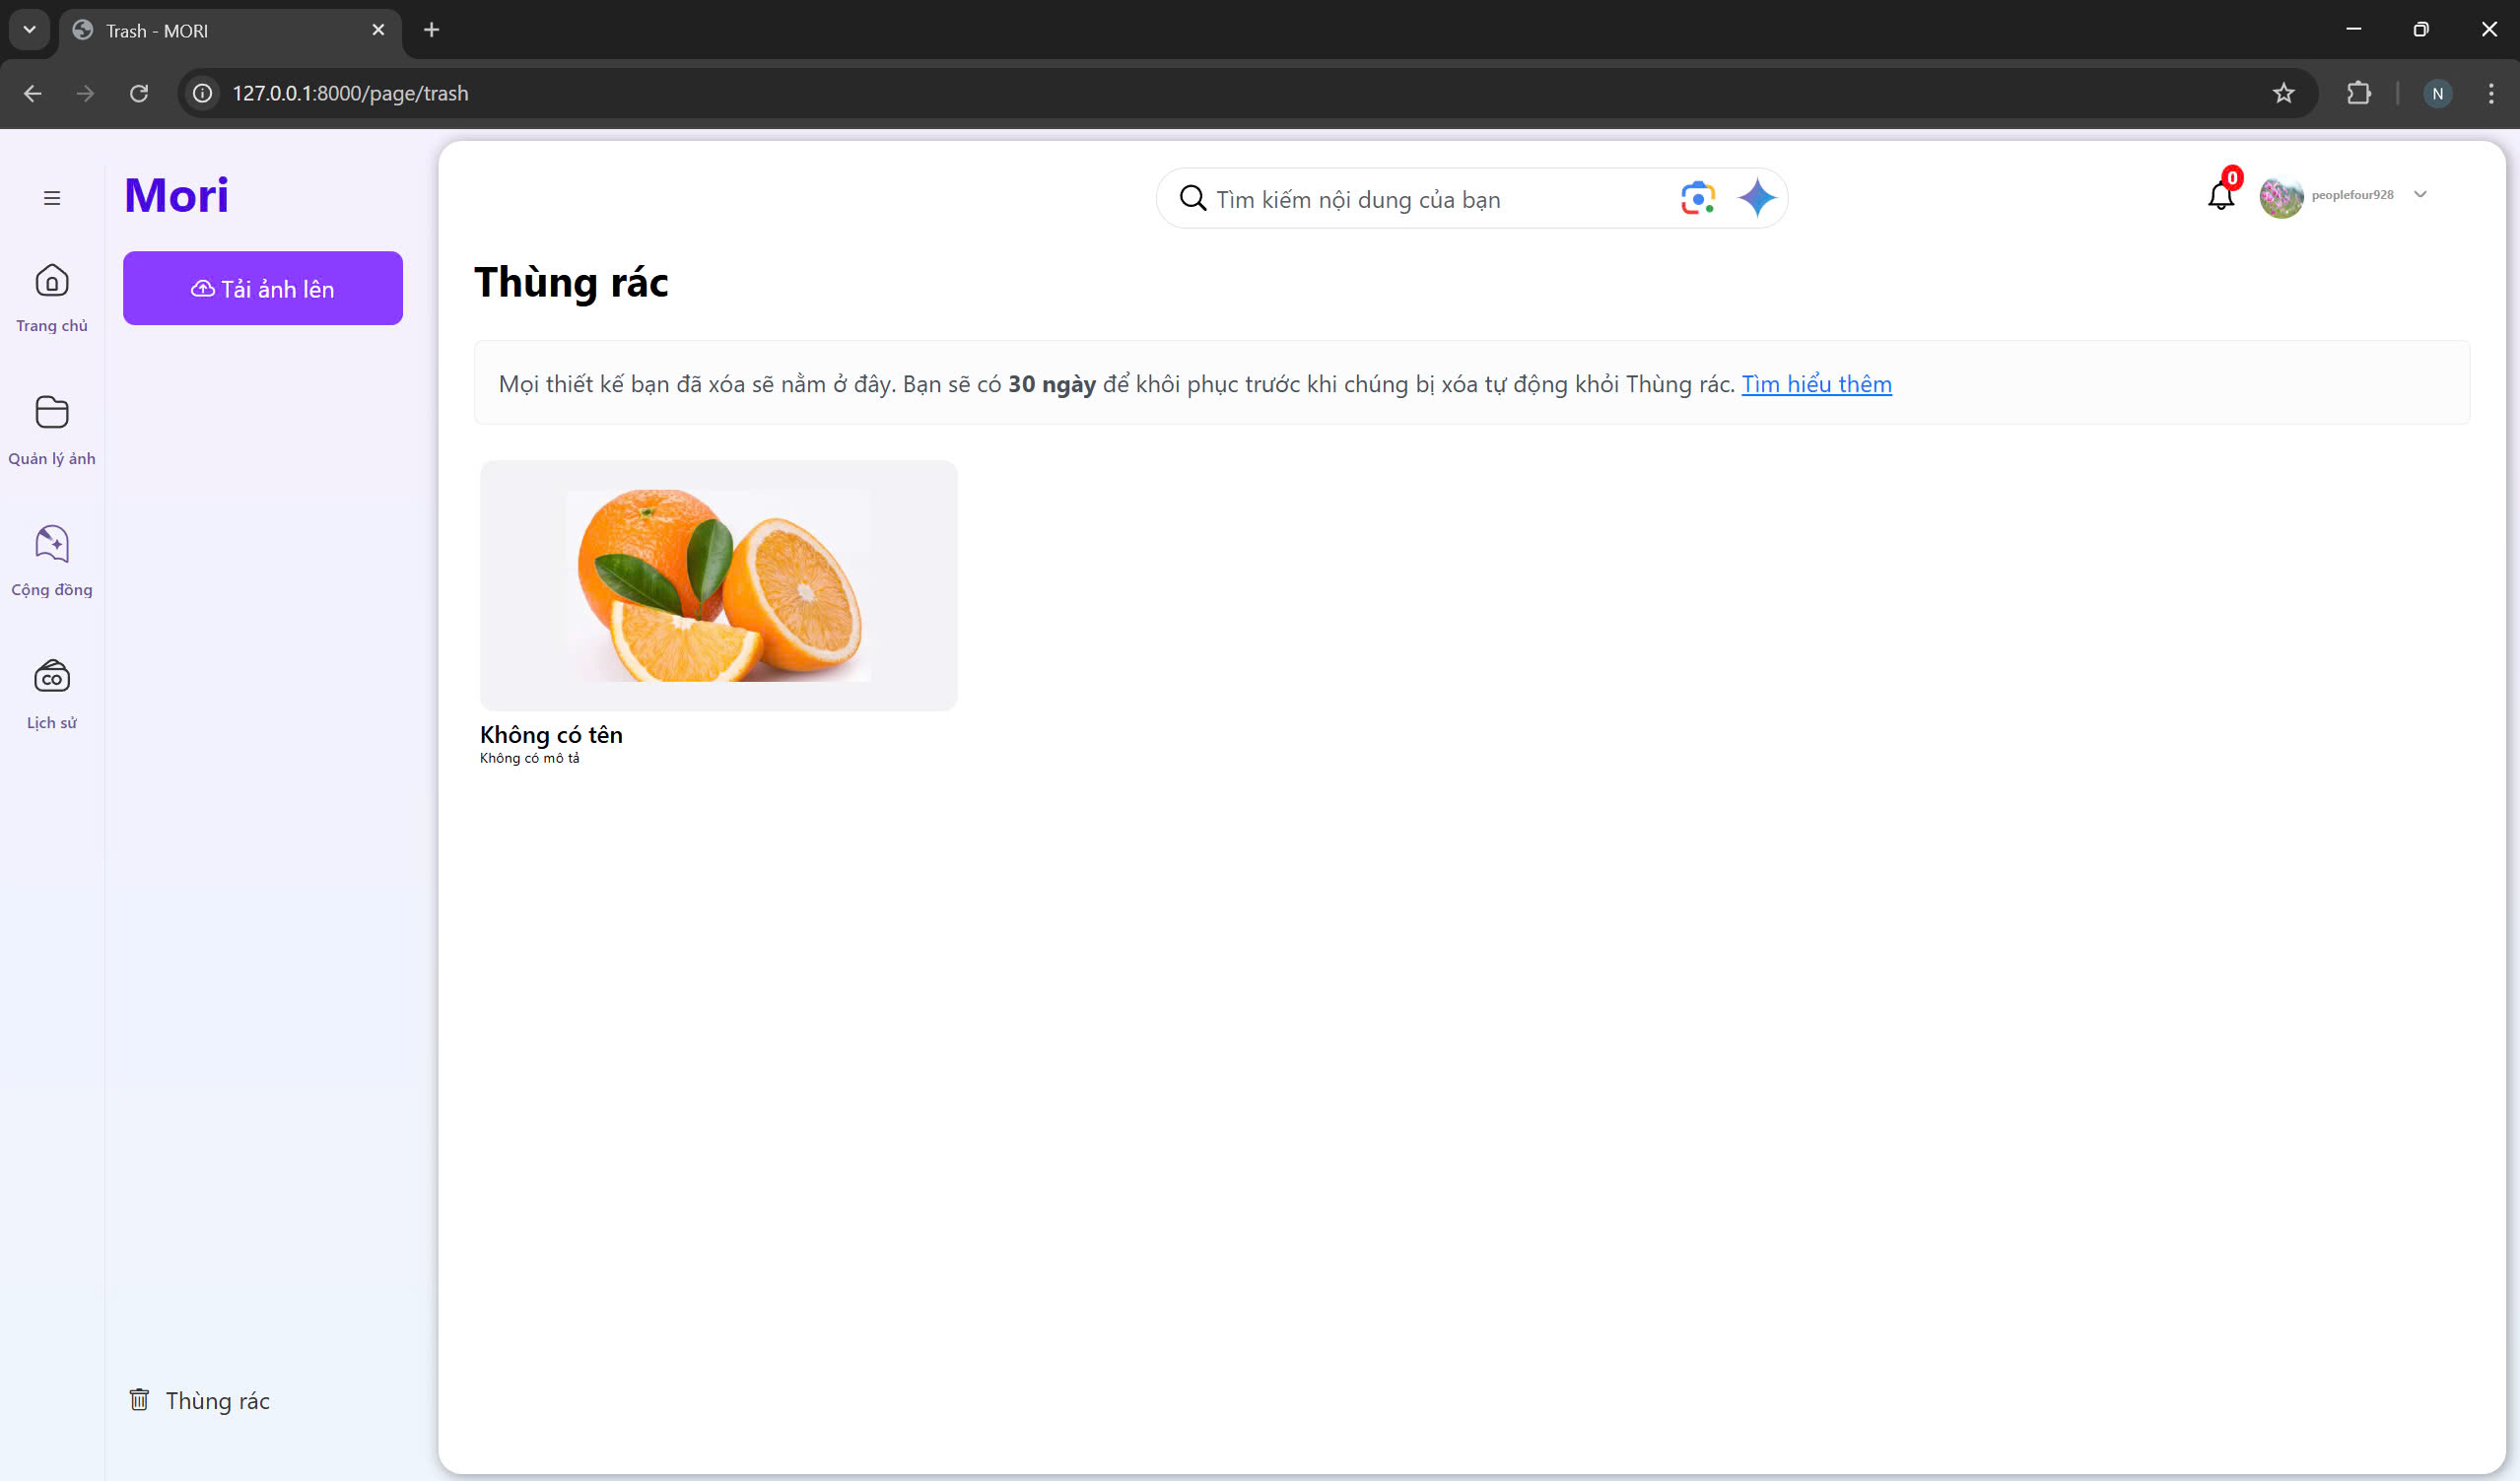 Trash - MORI
127.0.0.1:8000/page/trash
N
Mori
Tìm kiếm nội dung của bạn
0
peoplefour928
Tải ảnh lên
Trang chủ
Quản lý ảnh
Cộng đồng
CO
Lịch sử
Thùng rác
Thùng rác
Mọi thiết kế bạn đã xóa sẽ nằm ở đây. Bạn sẽ có 30 ngày để khôi phục trước khi chúng bị xóa tự động khỏi Thùng rác. Tìm hiểu thêm
Không có tên
Không có mô tả